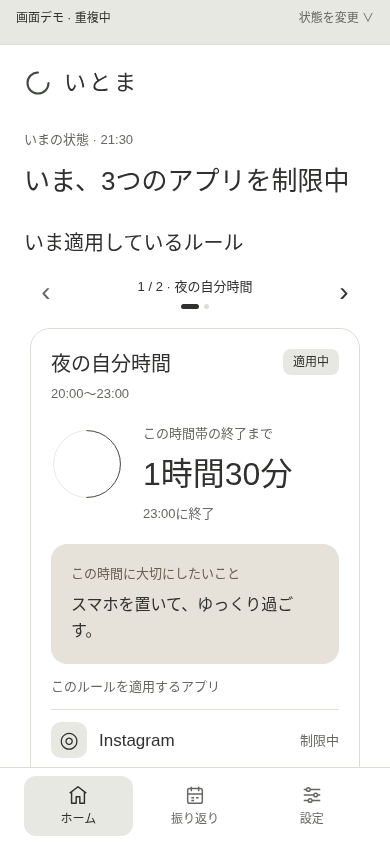 画面デモ · 重複中
状態を変更 ∨
いとま
いまの状態 · 21:30
いま、3つのアプリを制限中
いま適用しているルール
‹
1 / 2 · 夜の自分時間
›
夜の自分時間
適用中
20:00〜23:00
この時間帯の終了まで
1時間30分
23:00に終了
この時間に大切にしたいこと
スマホを置いて、ゆっくり過ご
す。
このルールを適用するアプリ
Instagram
制限中
ホーム
振り返り
設定